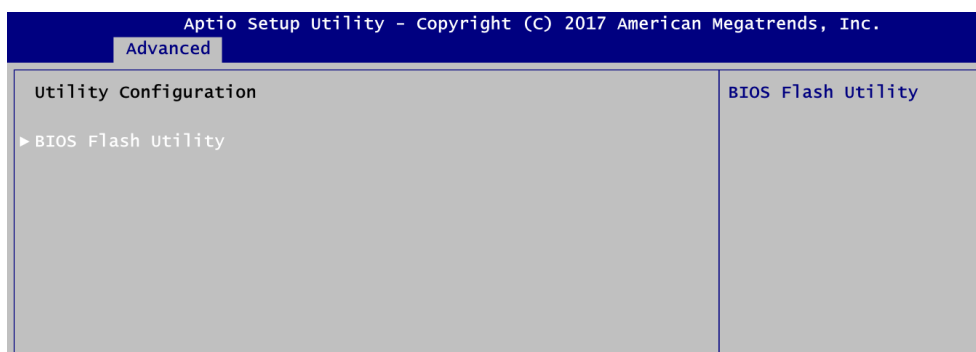 Aptio Setup Utility – Copyright (C) 2017 American Megatrends, Inc.
Advanced
Utility Configuration
BIOS Flash Utility
►BIOS Flash Utility